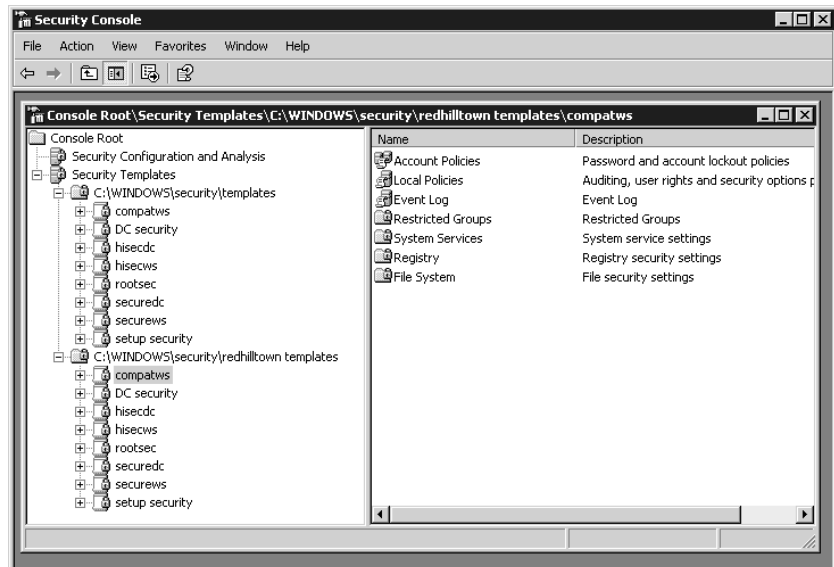 Security Console
File Action View Favorites Window Help
Console Root\Security Templates\C:\WINDOWS\security\redhilltown templates\compatws
Console Root
Security Configuration and Analysis
Security Templates
C:\WINDOWS\security\templates
compatws
DC security
hisecdc
hisecws
rootsec
securedc
securews
setup security
C:\WINDOWS\security\redhilltown templates
compatws
DC security
hisecdc
hisecws
rootsec
securedc
securews
setup security
Name Description
Account Policies Password and account lockout policies
Local Policies Auditing, user rights and security options p
Event Log Event Log
Restricted Groups Restricted Groups
System Services System service settings
Registry Registry security settings
File System File security settings